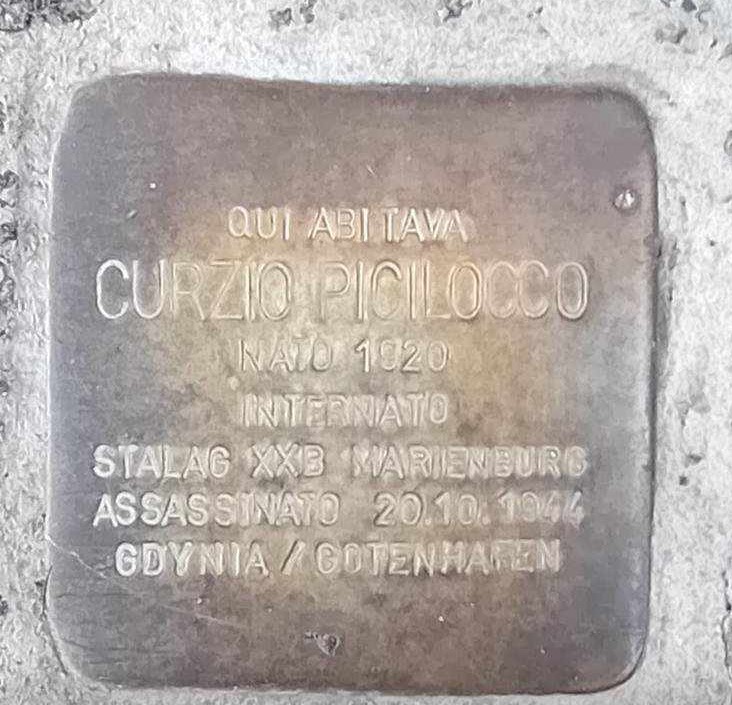 QUI ABITAVA
CURZIO PICILOCCO
NATO 1920
INTERNATO
STALAG XXB MARIENBURG
ASSASSINATO 20.10.1944
GDYNIA / GOTENHAFEN